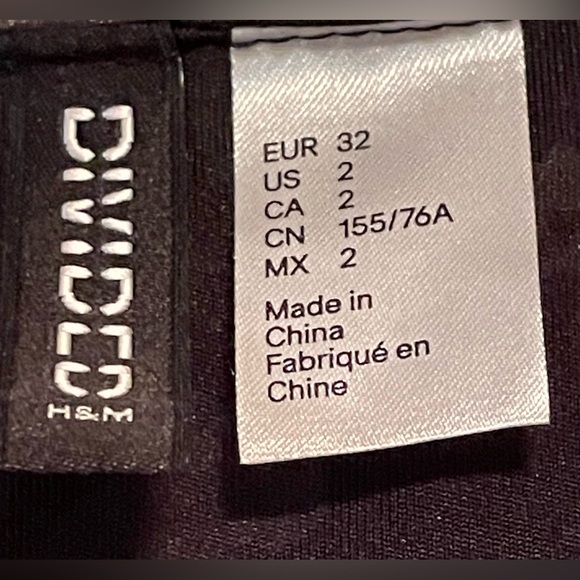 DIVIDED
H&M
EUR 32
US 2
CA 2
CN 155/76A
MX 2
Made in
China
Fabriqué en
Chine